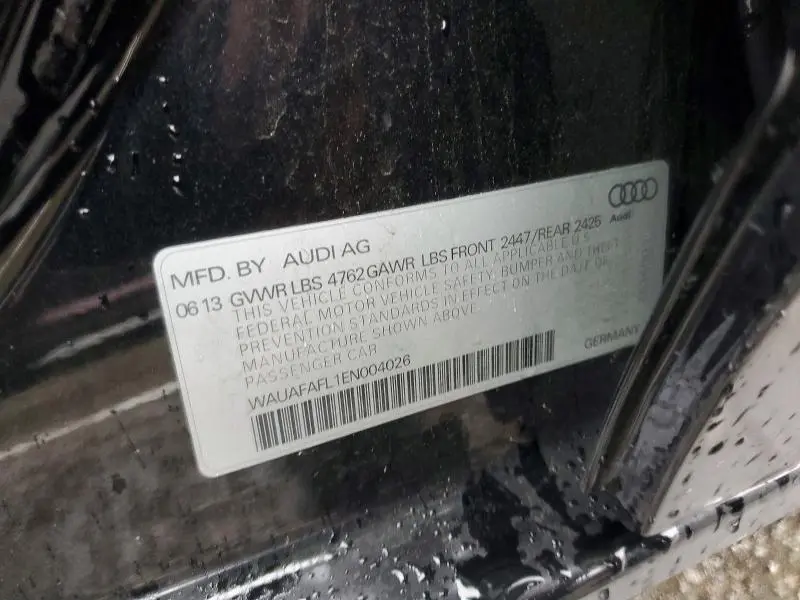 Audi
MFD. BY AUDI AG
06 13 GVWR LBS 4762 GAWR LBS FRONT 2447/REAR 2425
THIS VEHICLE CONFORMS TO ALL APPLICABLE U.S.
FEDERAL MOTOR VEHICLE SAFETY, BUMPER AND THEFT
PREVENTION STANDARDS IN EFFECT ON THE DATE OF
MANUFACTURE SHOWN ABOVE.
PASSENGER CAR
GERMANY
WAUAFAFL1EN004026